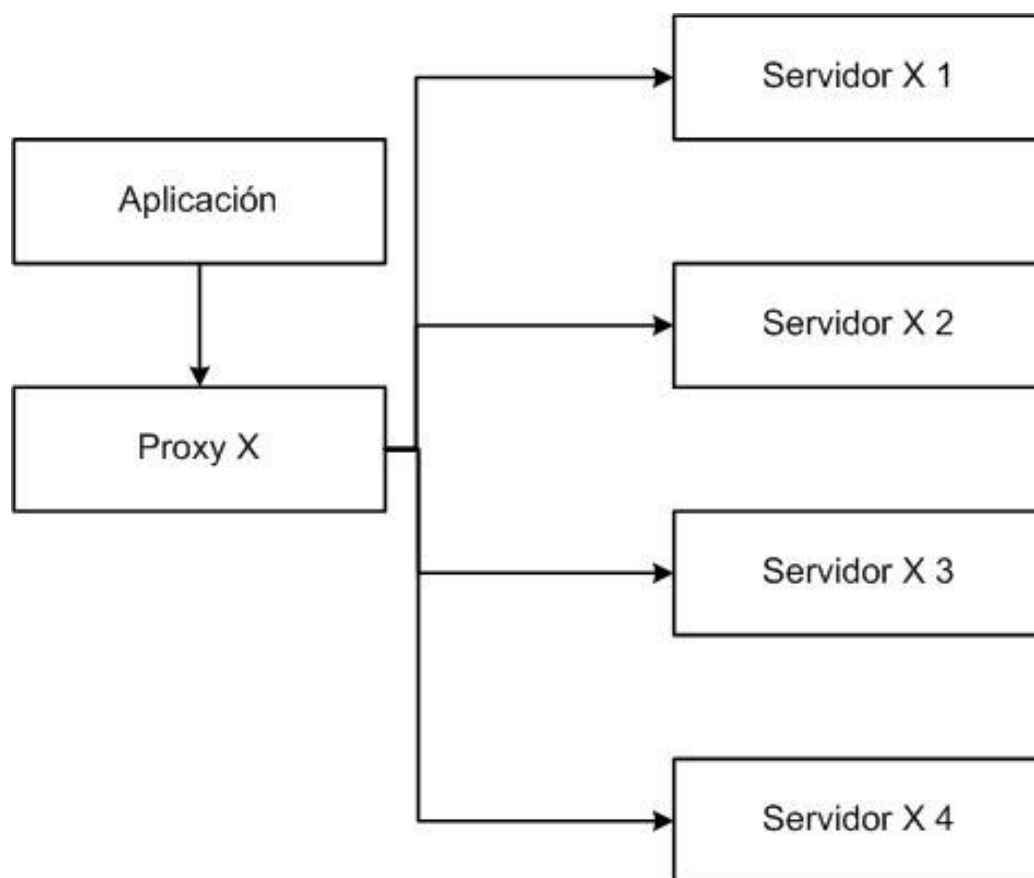 Servidor X 1
Aplicación
Servidor X 2
Proxy X
Servidor X 3
Servidor X 4